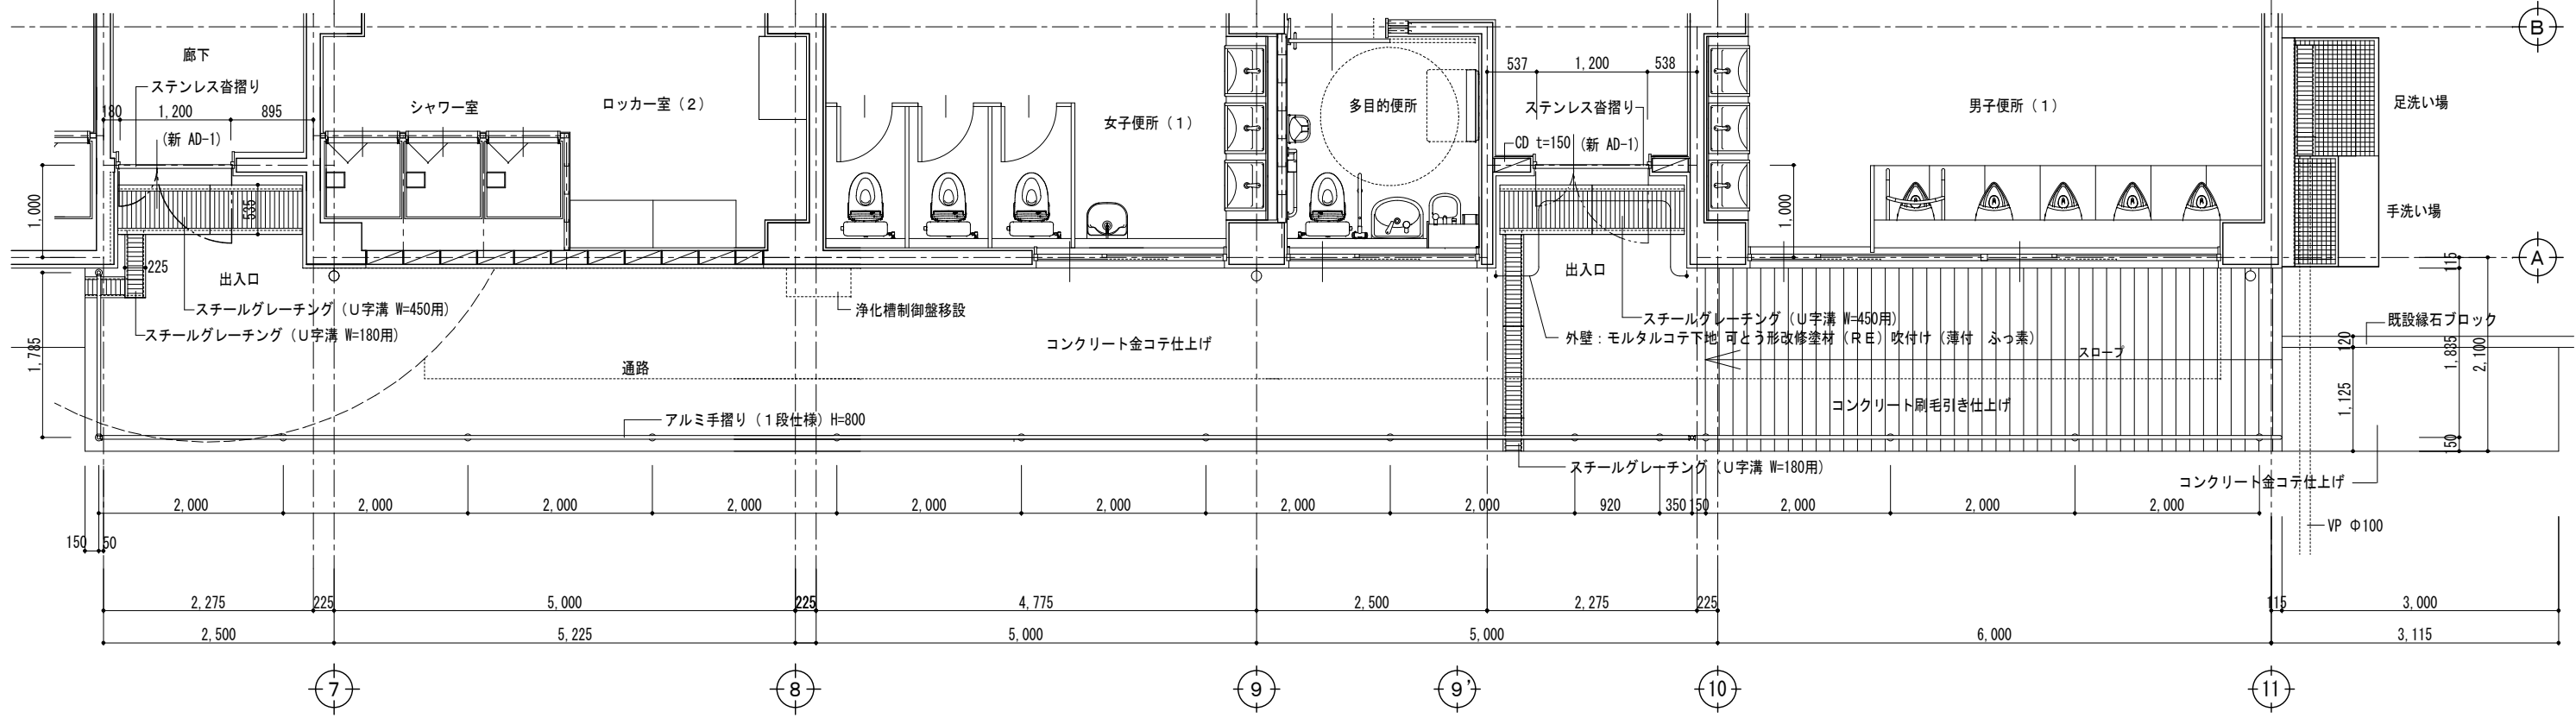 B
廊下
ステンレス沓摺り
180
1,200
895
(新 AD-1)
シャワー室
ロッカー室(2)
女子便所(1)
多目的便所
537
1,200
538
ステンレス沓摺り
CD t=150
(新 AD-1)
男子便所(1)
足洗い場
手洗い場
1,000
535
225
出入口
スチールグレーチング(U字溝 W=450用)
スチールグレーチング(U字溝 W=180用)
1,785
通路
浄化槽制御盤移設
コンクリート金コテ仕上げ
1,000
出入口
スチールグレーチング(U字溝 W=450用)
外壁:モルタルコテ下地 可とう形改修塗材(RE)吹付け(薄付 ふっ素)
スロープ
コンクリート刷毛引き仕上げ
A
115
既設縁石ブロック
120
1,835
2,100
1,125
150
アルミ手摺り(1段仕様)H=800
スチールグレーチング(U字溝 W=180用)
コンクリート金コテ仕上げ
VP Φ100
2,000
2,000
2,000
2,000
2,000
2,000
2,000
2,000
920
350
150
2,000
2,000
2,000
150
50
2,275
225
5,000
225
4,775
2,500
2,275
225
115
3,000
2,500
5,225
5,000
5,000
6,000
3,115
7
8
9
9'
10
11